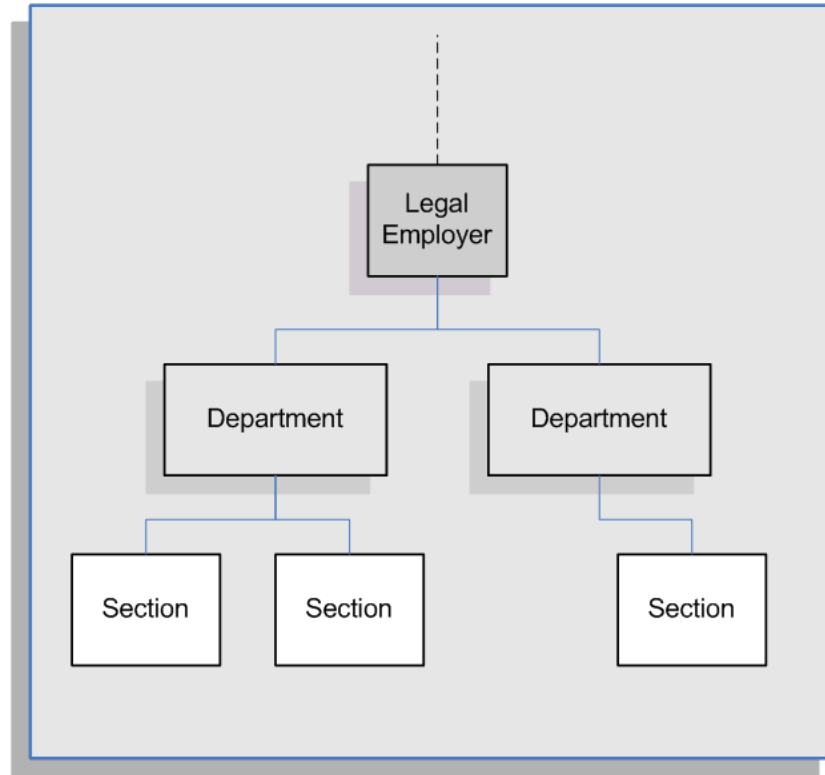 Legal
Employer
Department
Department
Section
Section
Section